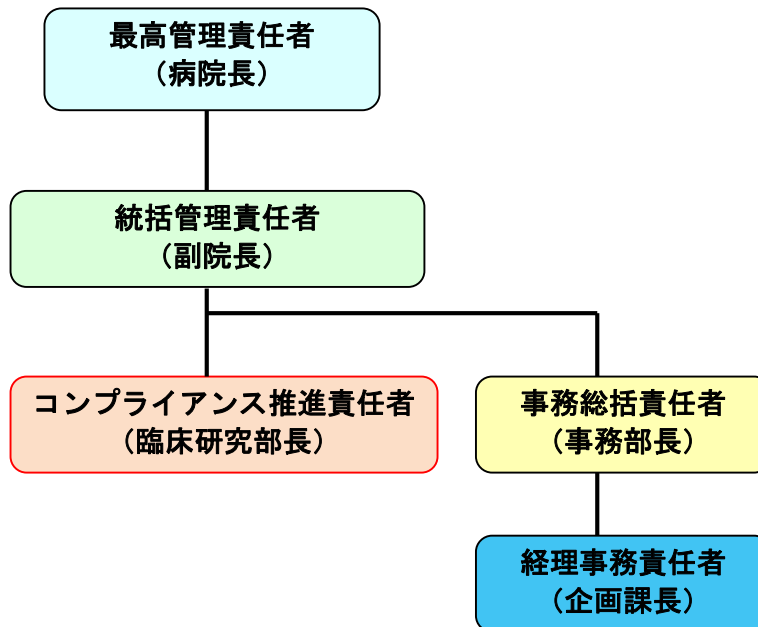 最高管理責任者
（病院長）
統括管理責任者
（副院長）
コンプライアンス推進責任者
（臨床研究部長）
事務総括責任者
（事務部長）
経理事務責任者
（企画課長）